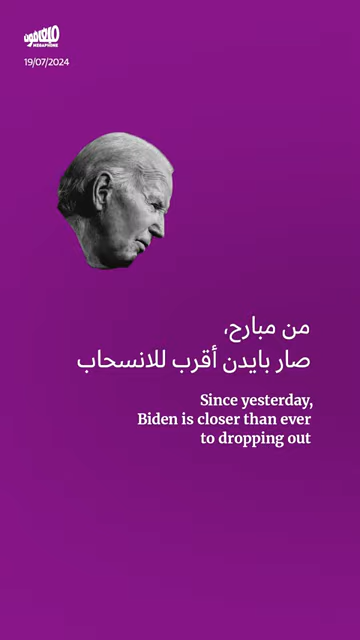 ميغافون
MEGAPHONE
19/07/2024
من مبارح،
صار بايدن أقرب للانسحاب
Since yesterday,
Biden is closer than ever
to dropping out